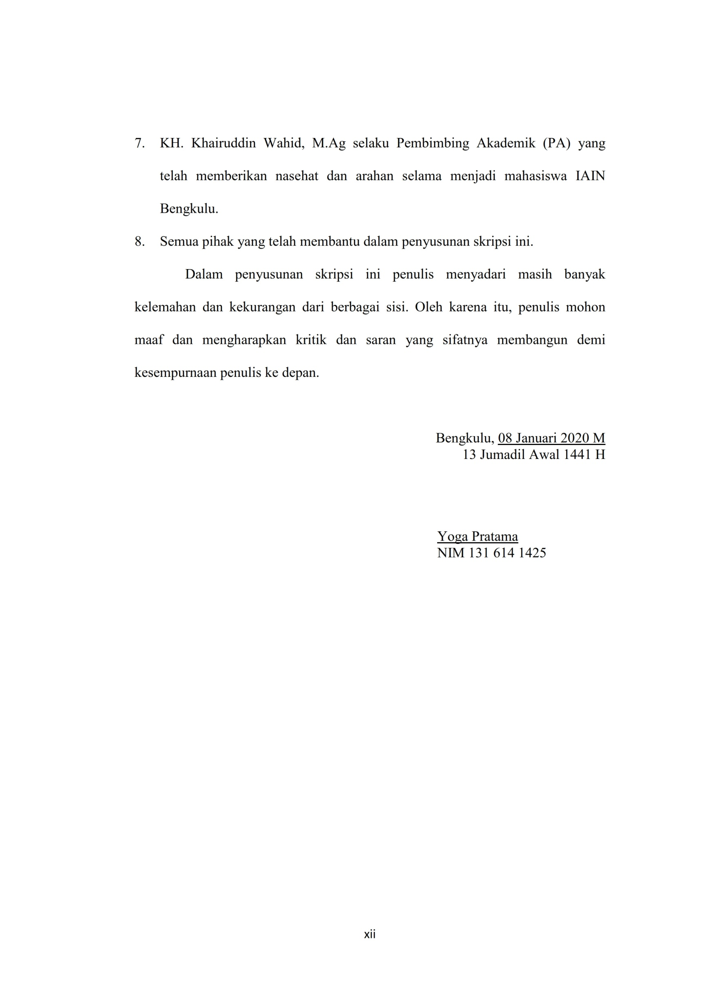 7. KH. Khairuddin Wahid, M.Ag selaku Pembimbing Akademik (PA) yang
telah memberikan nasehat dan arahan selama menjadi mahasiswa IAIN
Bengkulu.
8. Semua pihak yang telah membantu dalam penyusunan skripsi ini.
Dalam penyusunan skripsi ini penulis menyadari masih banyak
kelemahan dan kekurangan dari berbagai sisi. Oleh karena itu, penulis mohon
maaf dan mengharapkan kritik dan saran yang sifatnya membangun demi
kesempurnaan penulis ke depan.
Bengkulu, 08 Januari 2020 M
13 Jumadil Awal 1441 H
Yoga Pratama
NIM 131 614 1425
xii